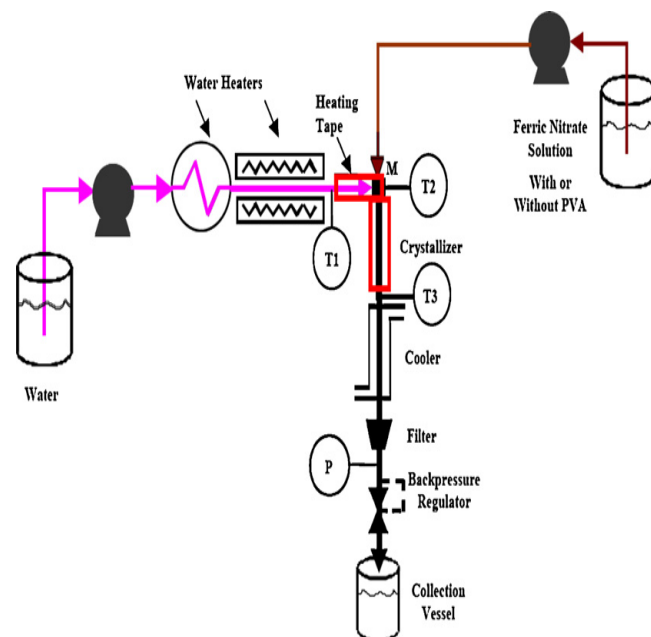 Water Heaters
Heating
Tape
M
Ferric Nitrate
Solution
With or
Without PVA
T2
T1
Crystallizer
T3
Water
Cooler
Filter
P
Backpressure
Regulator
Collection
Vessel